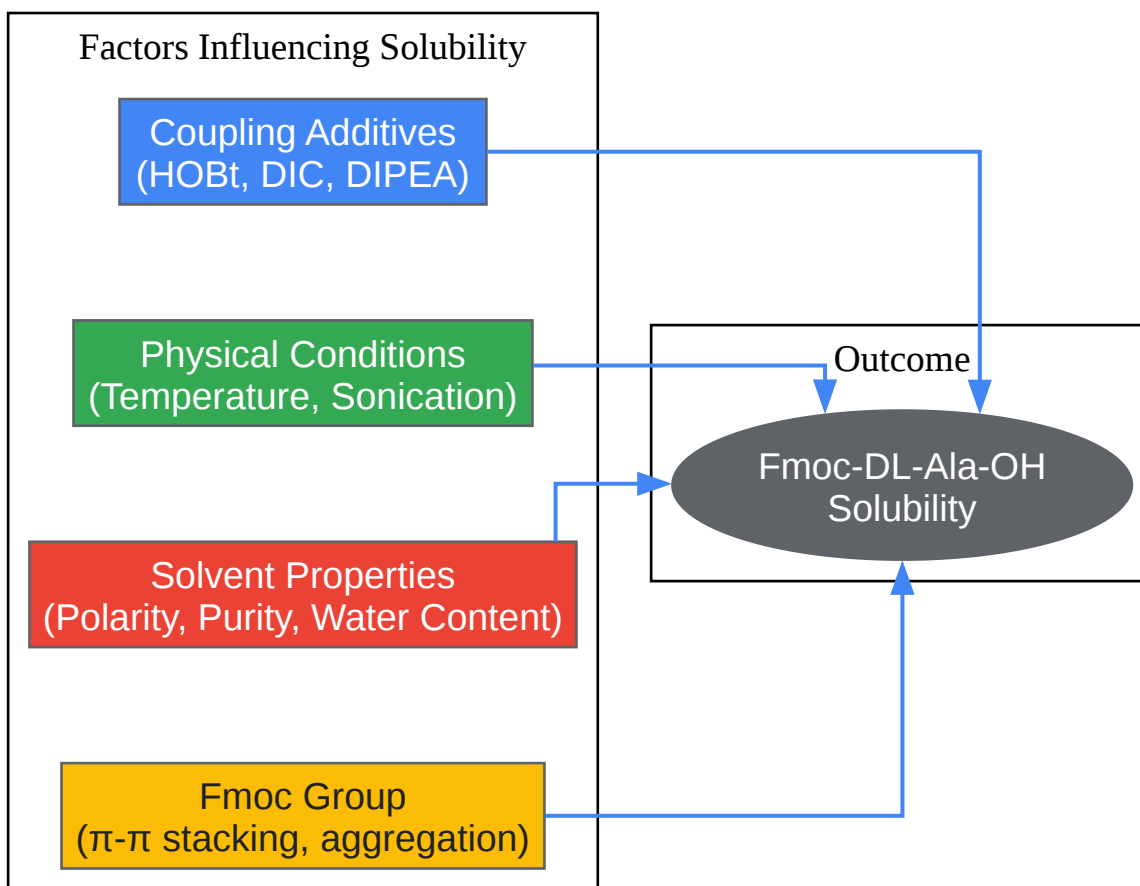 Factors Influencing Solubility
Coupling Additives
(HOBt, DIC, DIPEA)
Physical Conditions
(Temperature, Sonication)
Solvent Properties
(Polarity, Purity, Water Content)
Fmoc Group
(π-π stacking, aggregation)
Outcome
Fmoc-DL-Ala-OH
Solubility